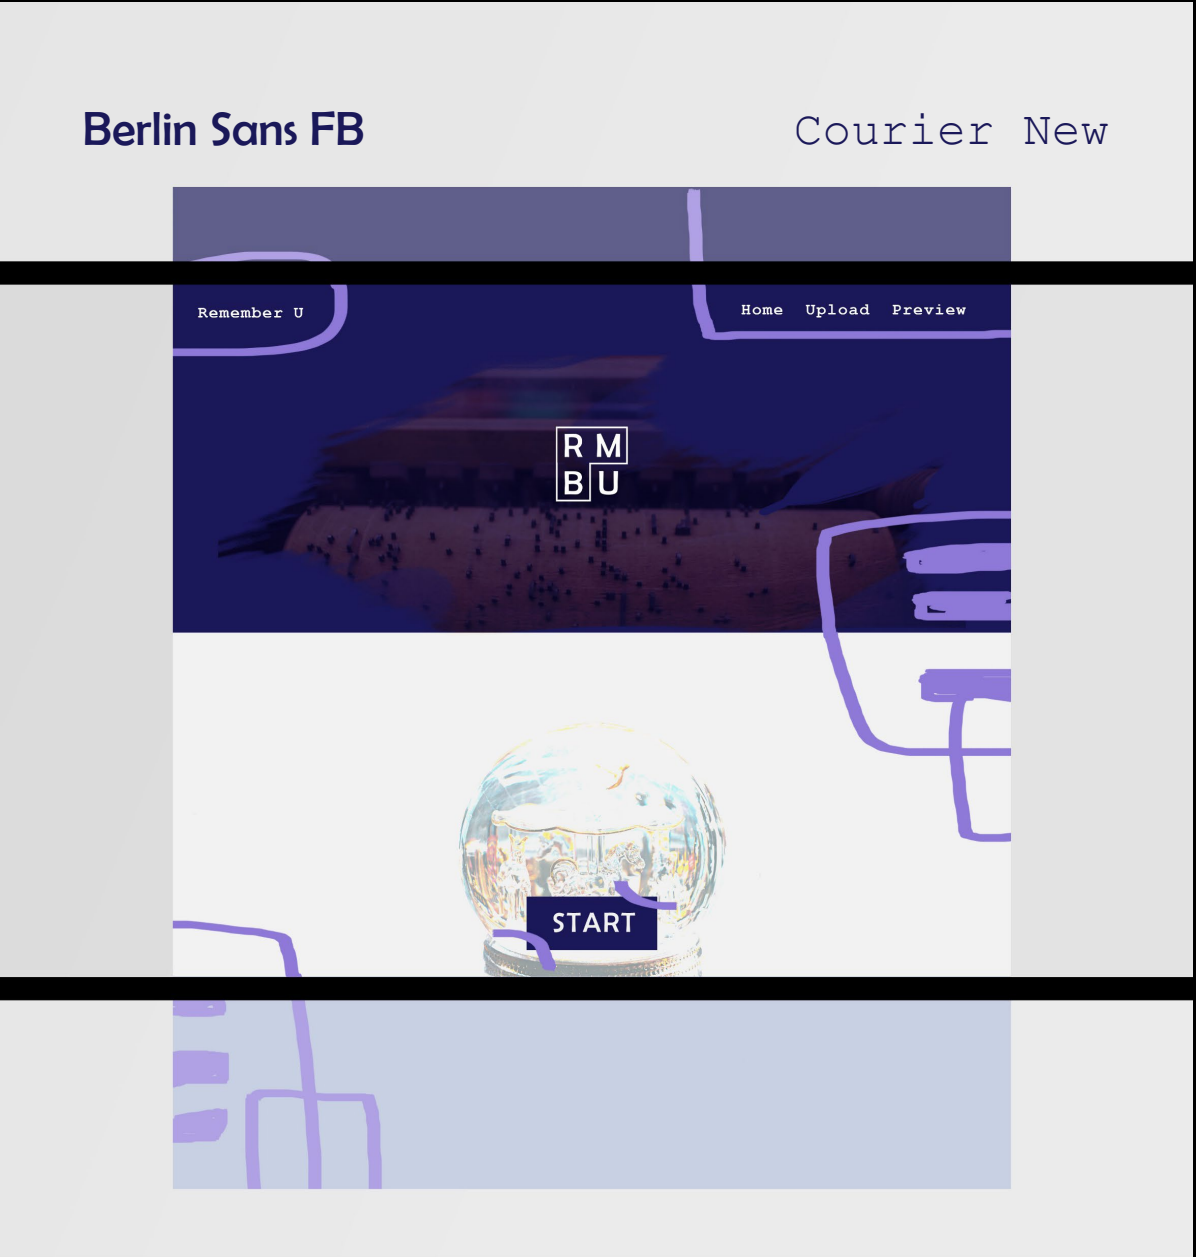 Berlin Sans FB
Courier New
Remember U
Home Upload Preview
R M
B U
START